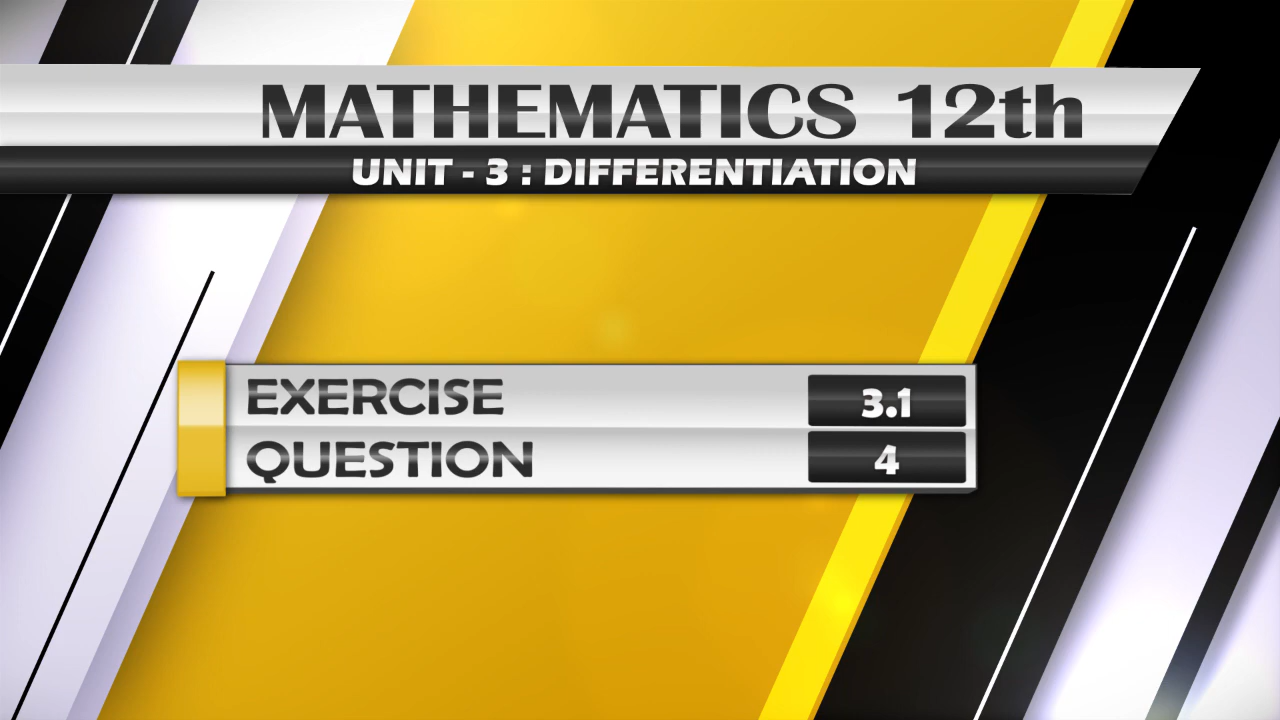 MATHEMATICS 12th
UNIT - 3 : DIFFERENTIATION
EXERCISE 3.1
QUESTION 4